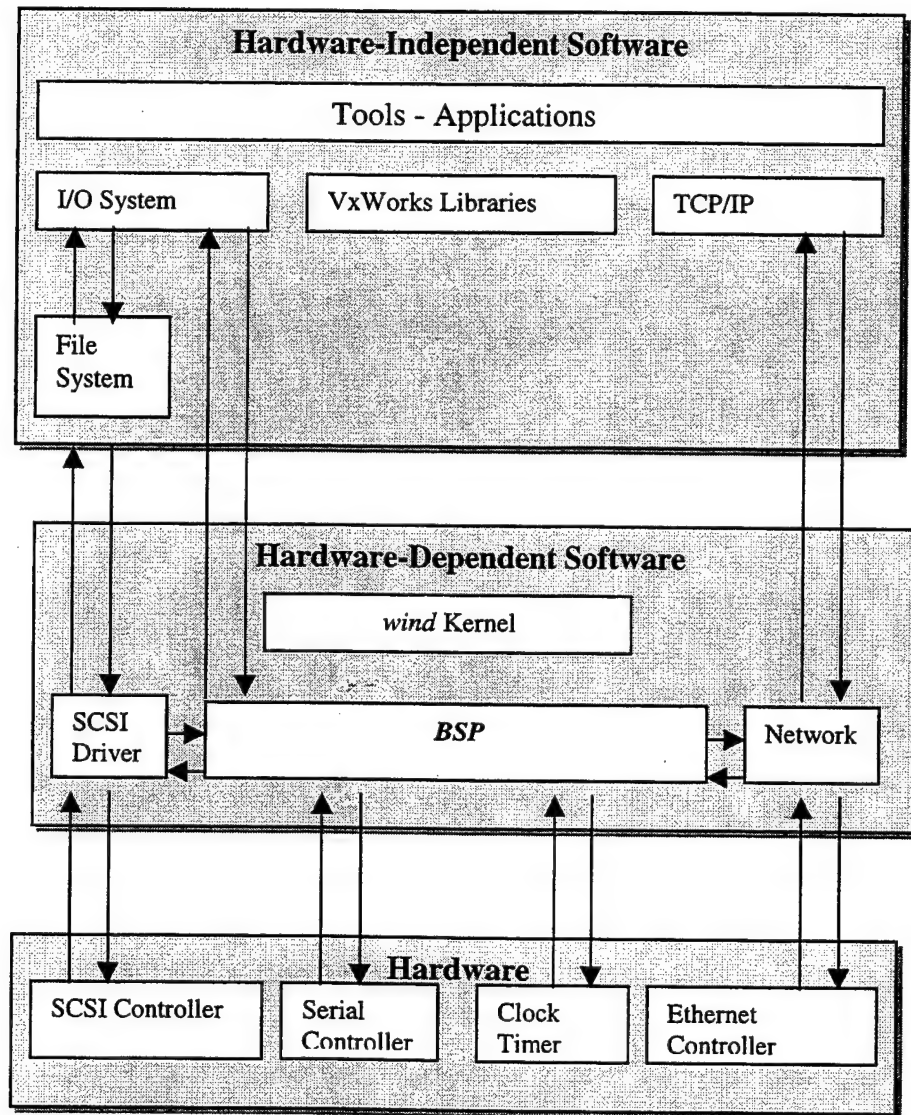 Hardware-Independent Software
Tools - Applications
I/O System
VxWorks Libraries
TCP/IP
File
System
Hardware-Dependent Software
wind Kernel
SCSI
Driver
BSP
Network
Hardware
SCSI Controller
Serial
Controller
Clock
Timer
Ethernet
Controller